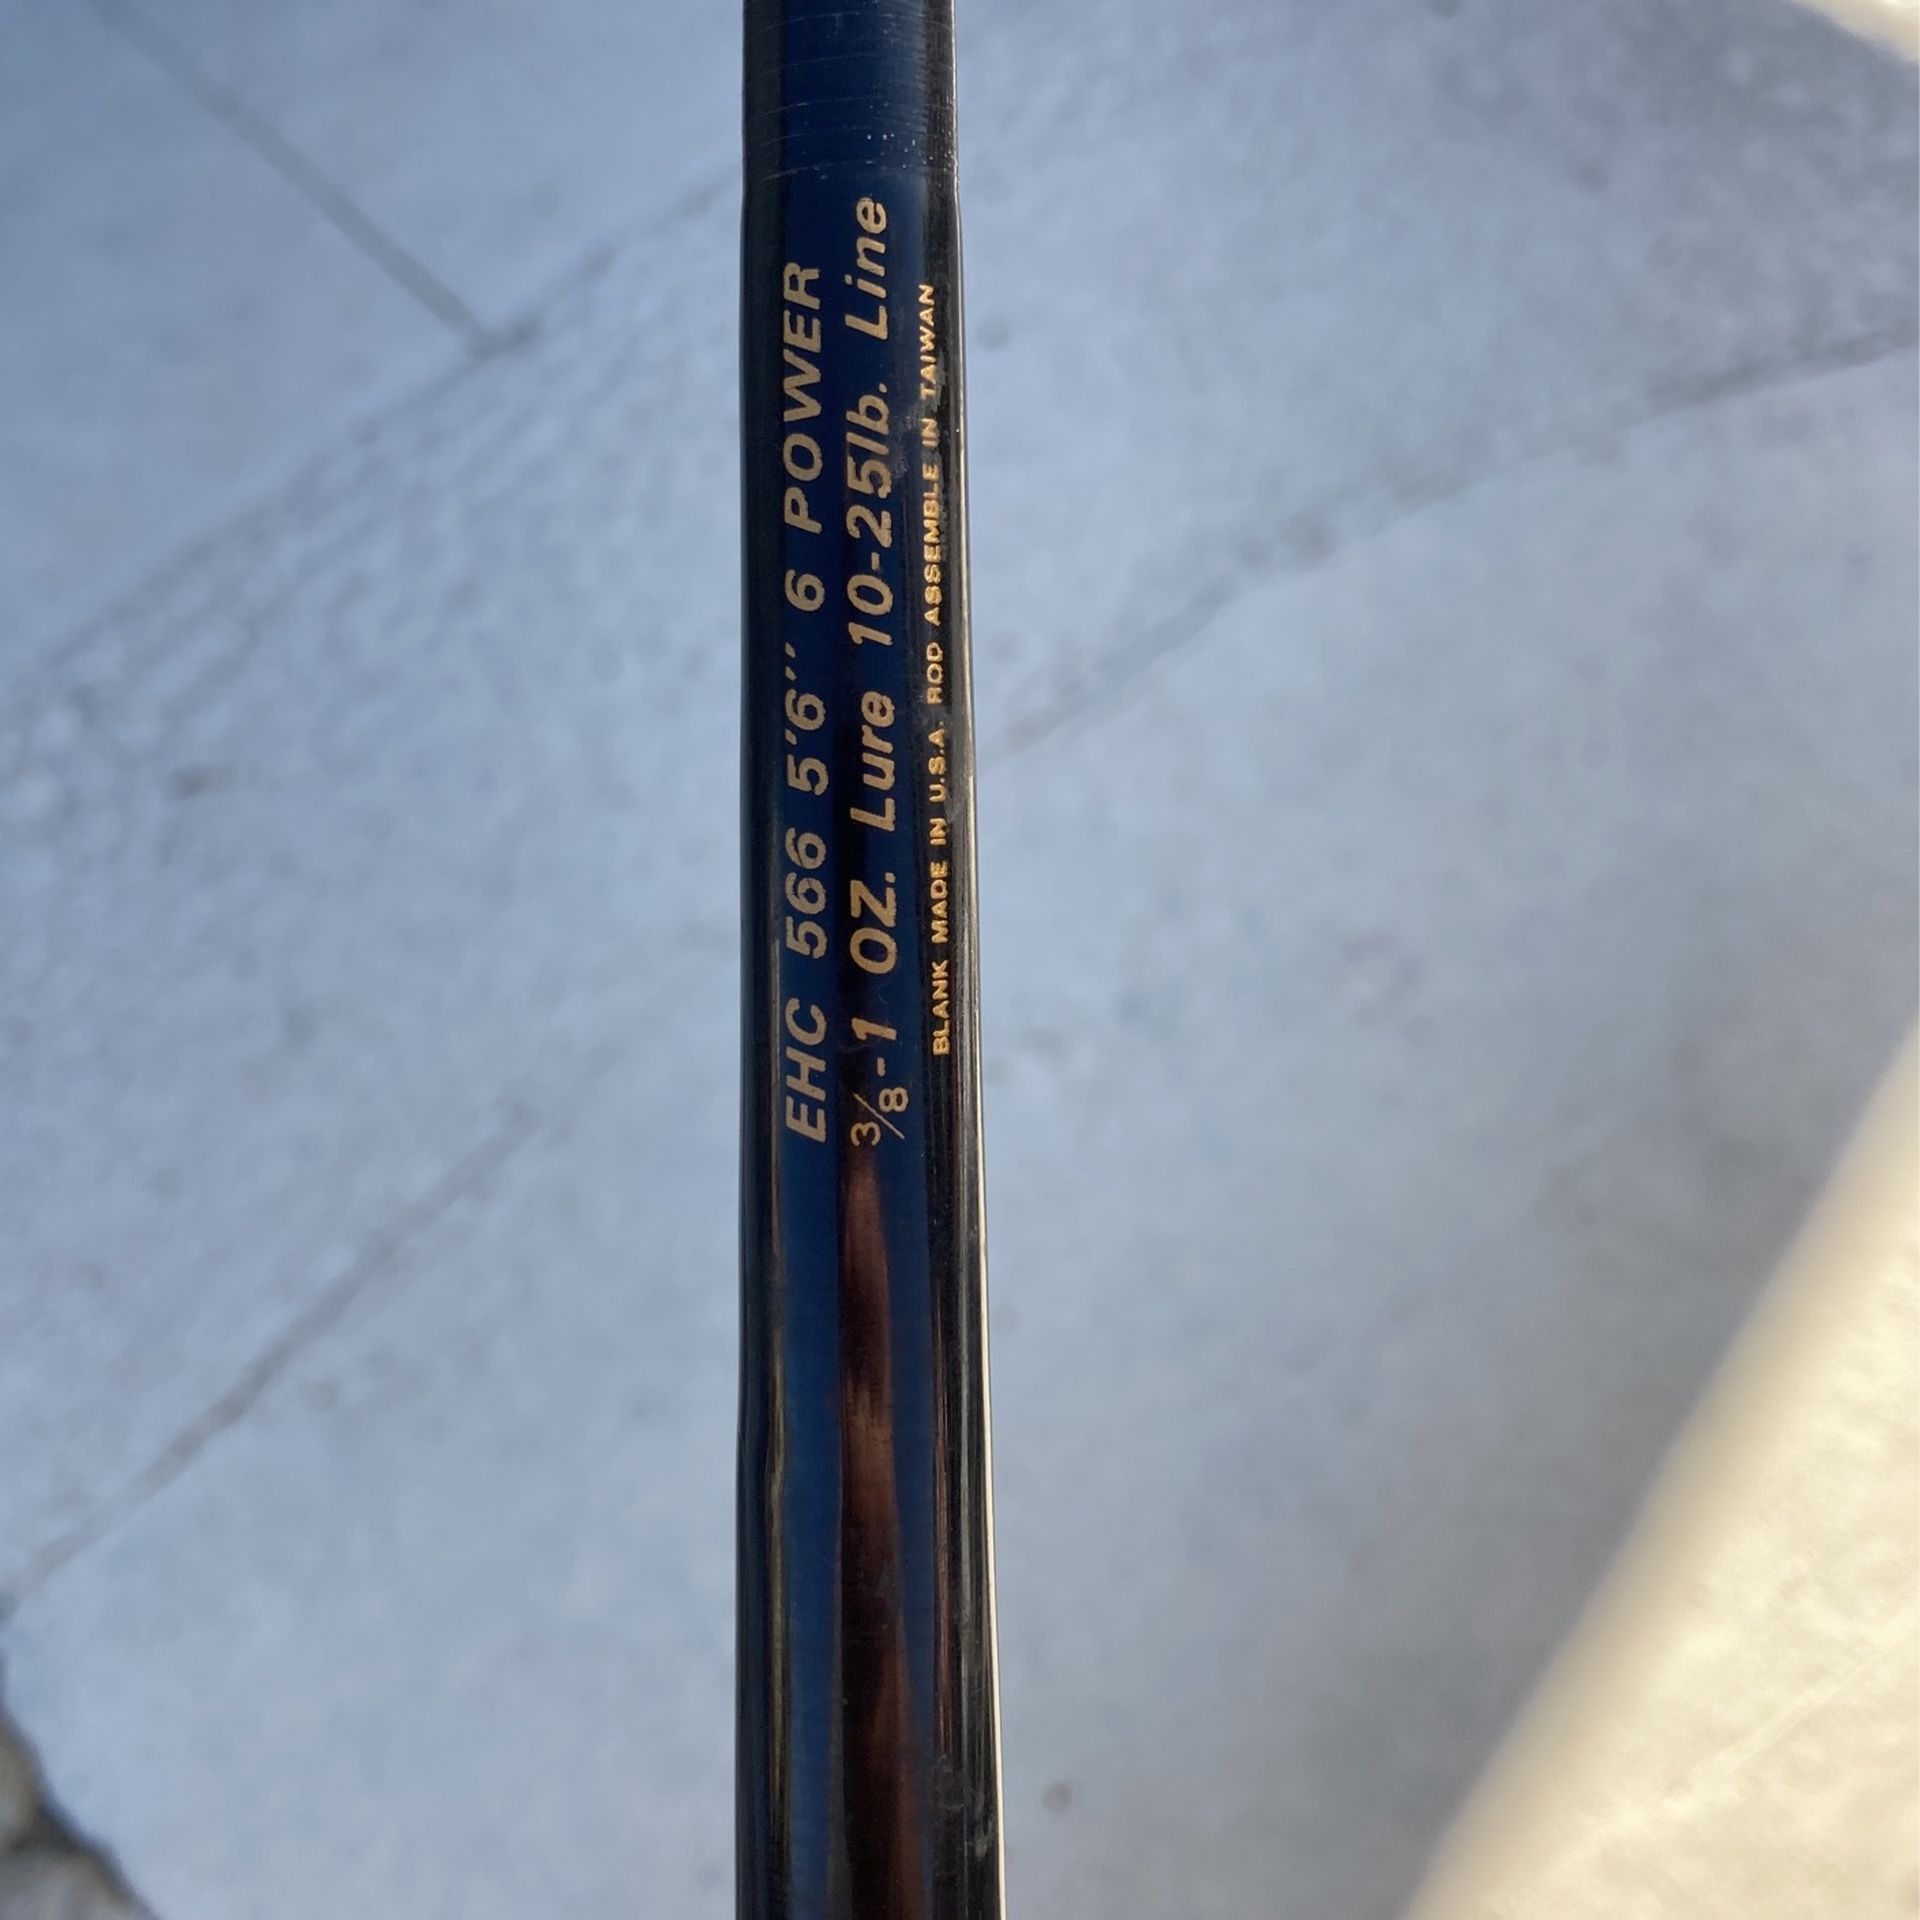 EHC 566 5'6'' 6 POWER
3/8-1 OZ. Lure 10-25lb. Line
BLANK MADE IN U.S.A. ROD ASSEMBLE IN TAIWAN